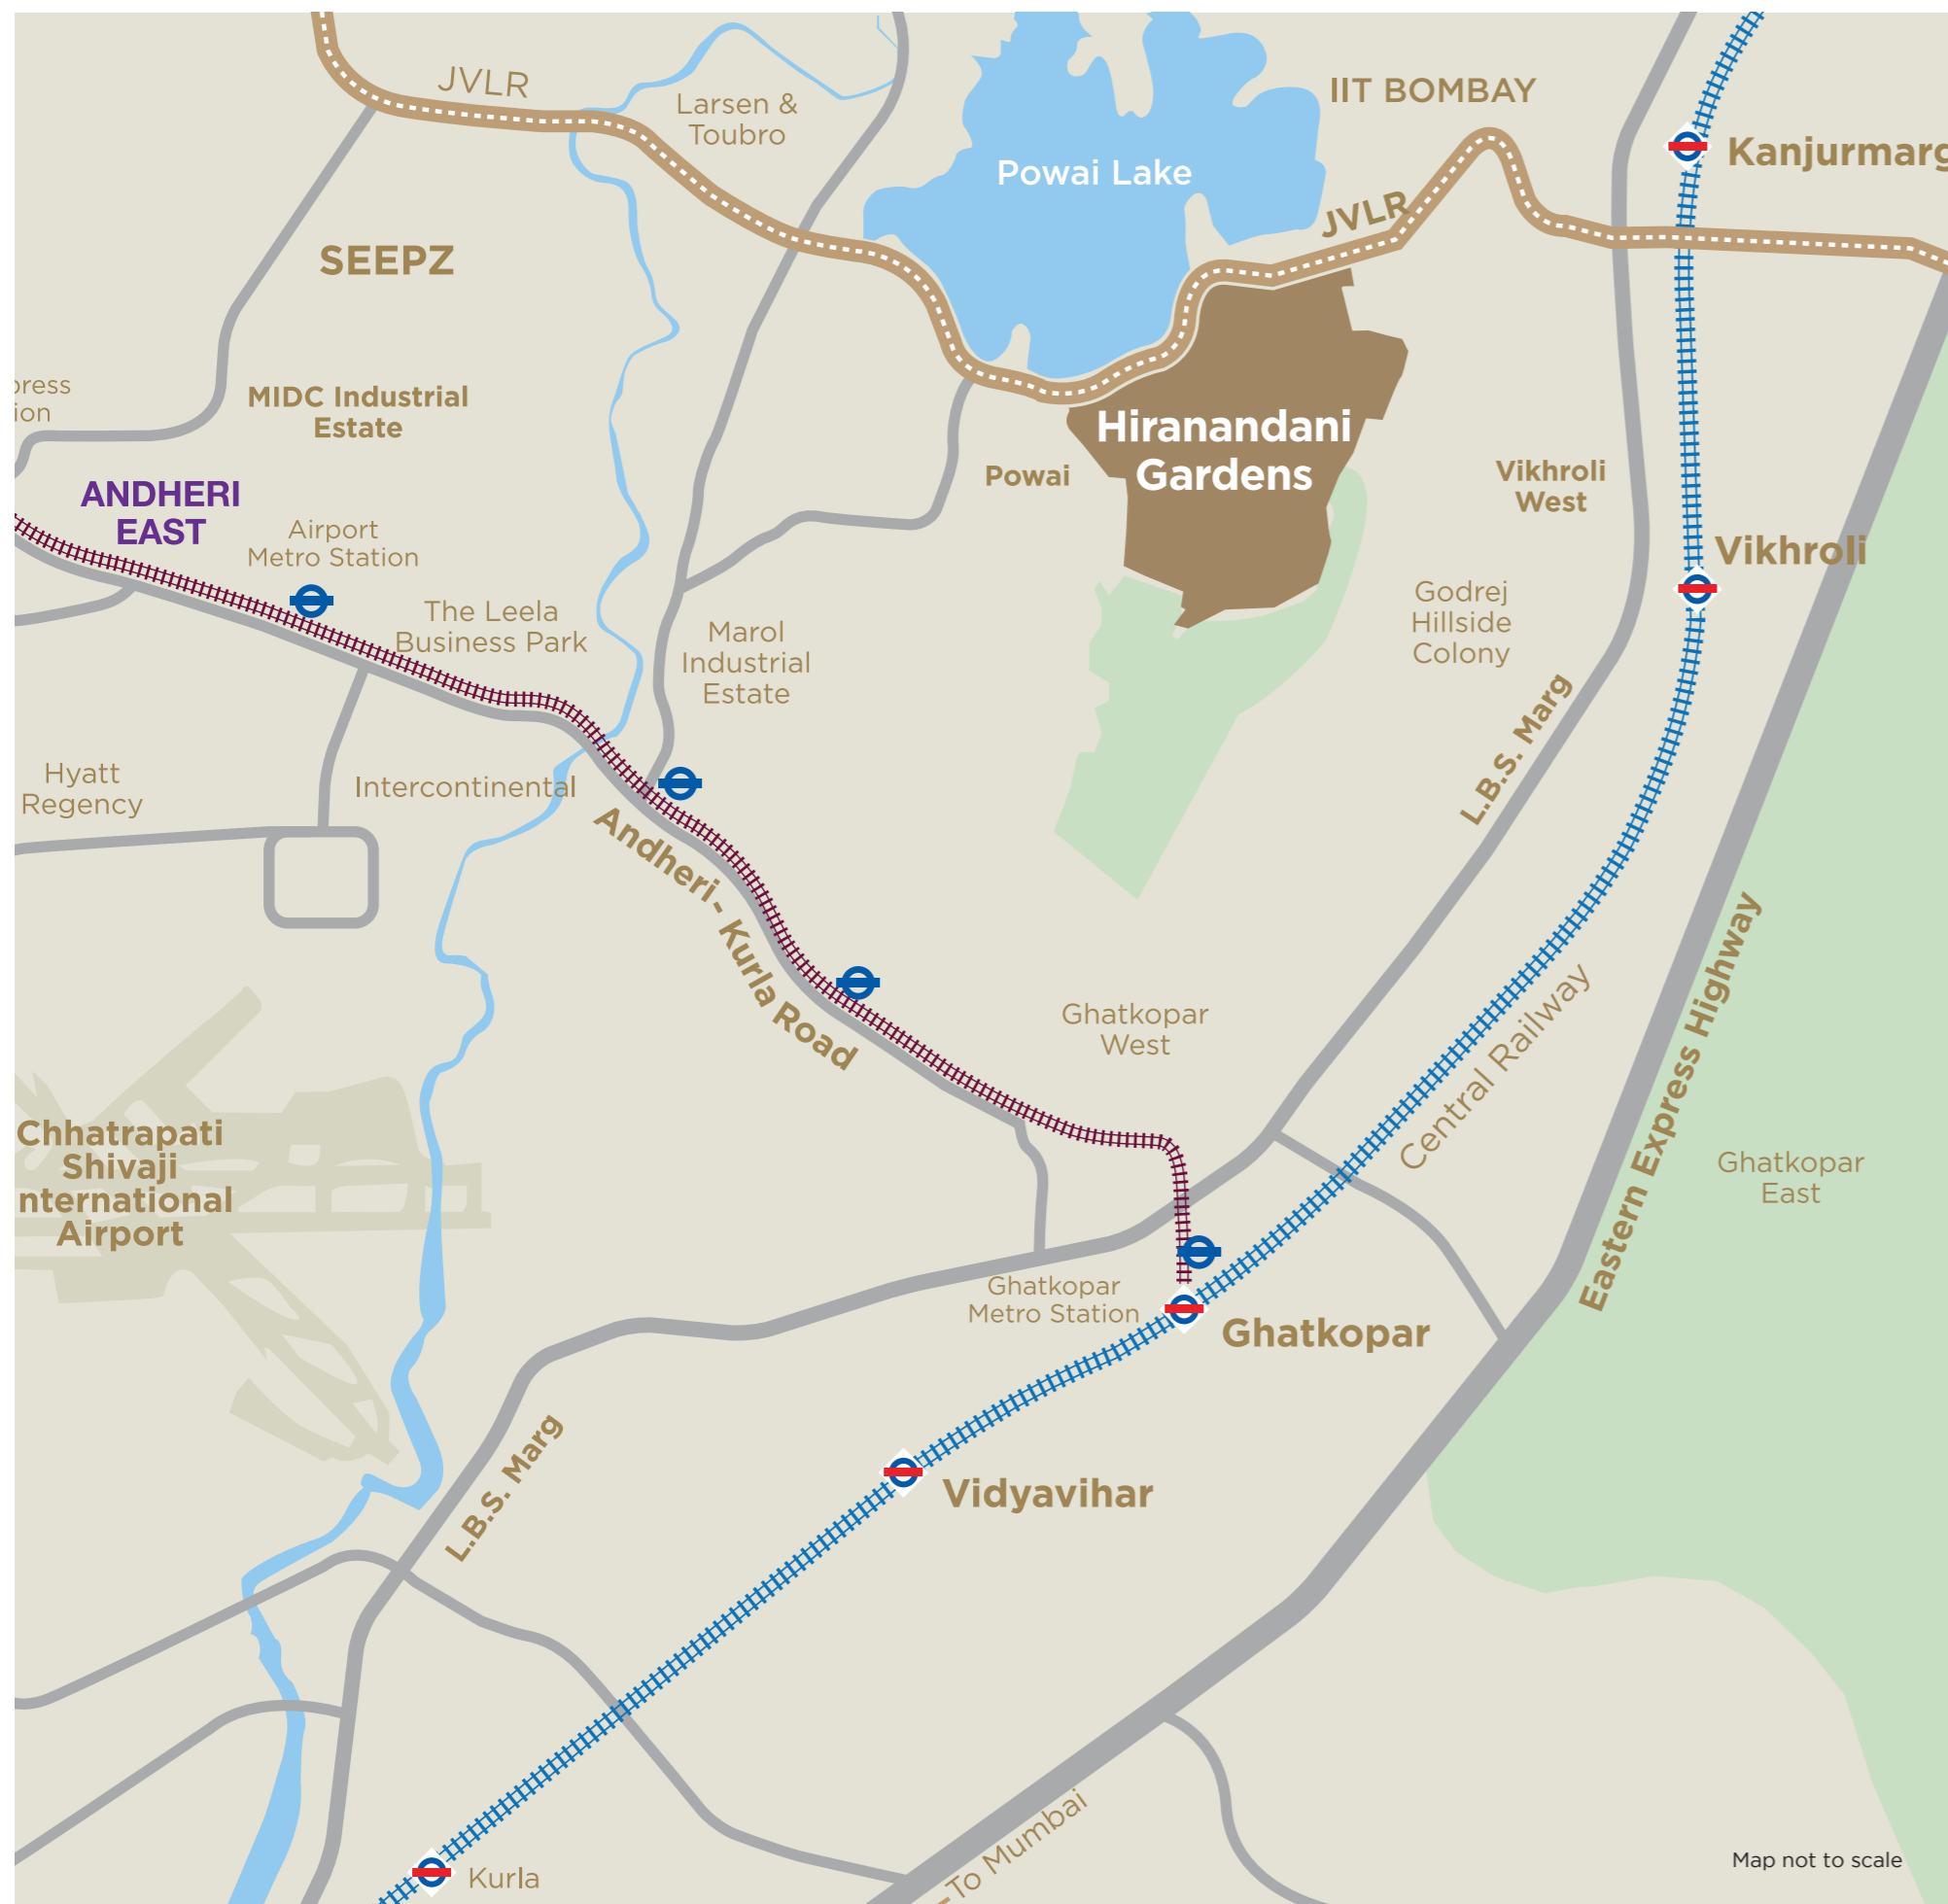 JVLR
Larsen &
Toubro
IIT BOMBAY
Kanjurmarg
Powai Lake
JVLR
SEEPZ
press
ion
MIDC Industrial
Estate
Hiranandani
Gardens
Powai
Vikhroli
West
ANDHERI
EAST
Airport
Metro Station
Vikhroli
The Leela
Business Park
Godrej
Hillside
Colony
Marol
Industrial
Estate
L.B.S. Marg
Hyatt
Regency
Intercontinental
Andheri - Kurla Road
Ghatkopar
West
Central Railway
Eastern Express Highway
Chhatrapati
Shivaji
nternational
Airport
Ghatkopar
East
Ghatkopar
Metro Station
Ghatkopar
L.B.S. Marg
Vidyavihar
To Mumbai
Kurla
Map not to scale